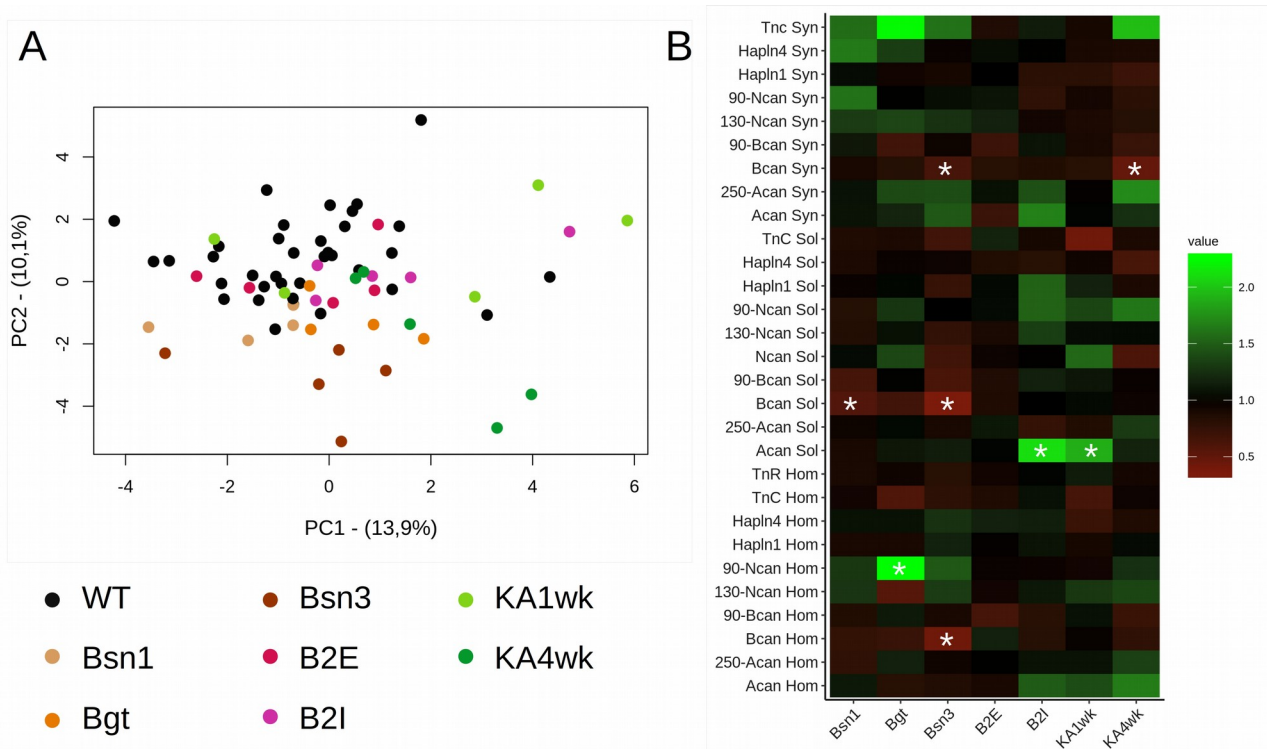 A
B
4
2
0
-2
-4
PC2 - (10,1%)
-4
-2
0
2
4
6
PC1 - (13,9%)
WT
Bsn3
KA1wk
Bsn1
B2E
KA4wk
Bgt
B2I
Tnc Syn
Hapln4 Syn
Hapln1 Syn
90-Ncan Syn
130-Ncan Syn
90-Bcan Syn
Bcan Syn
250-Acan Syn
Acan Syn
TnC Sol
Hapln4 Sol
Hapln1 Sol
90-Ncan Sol
130-Ncan Sol
Ncan Sol
90-Bcan Sol
Bcan Sol
250-Acan Sol
Acan Sol
TnR Hom
TnC Hom
Hapln4 Hom
Hapln1 Hom
90-Ncan Hom
130-Ncan Hom
90-Bcan Hom
Bcan Hom
250-Acan Hom
Acan Hom
* *
* *
* *
*
*
Bsn1
Bgt
Bsn3
B2E
B2I
KA1wk
KA4wk
value
2.0
1.5
1.0
0.5